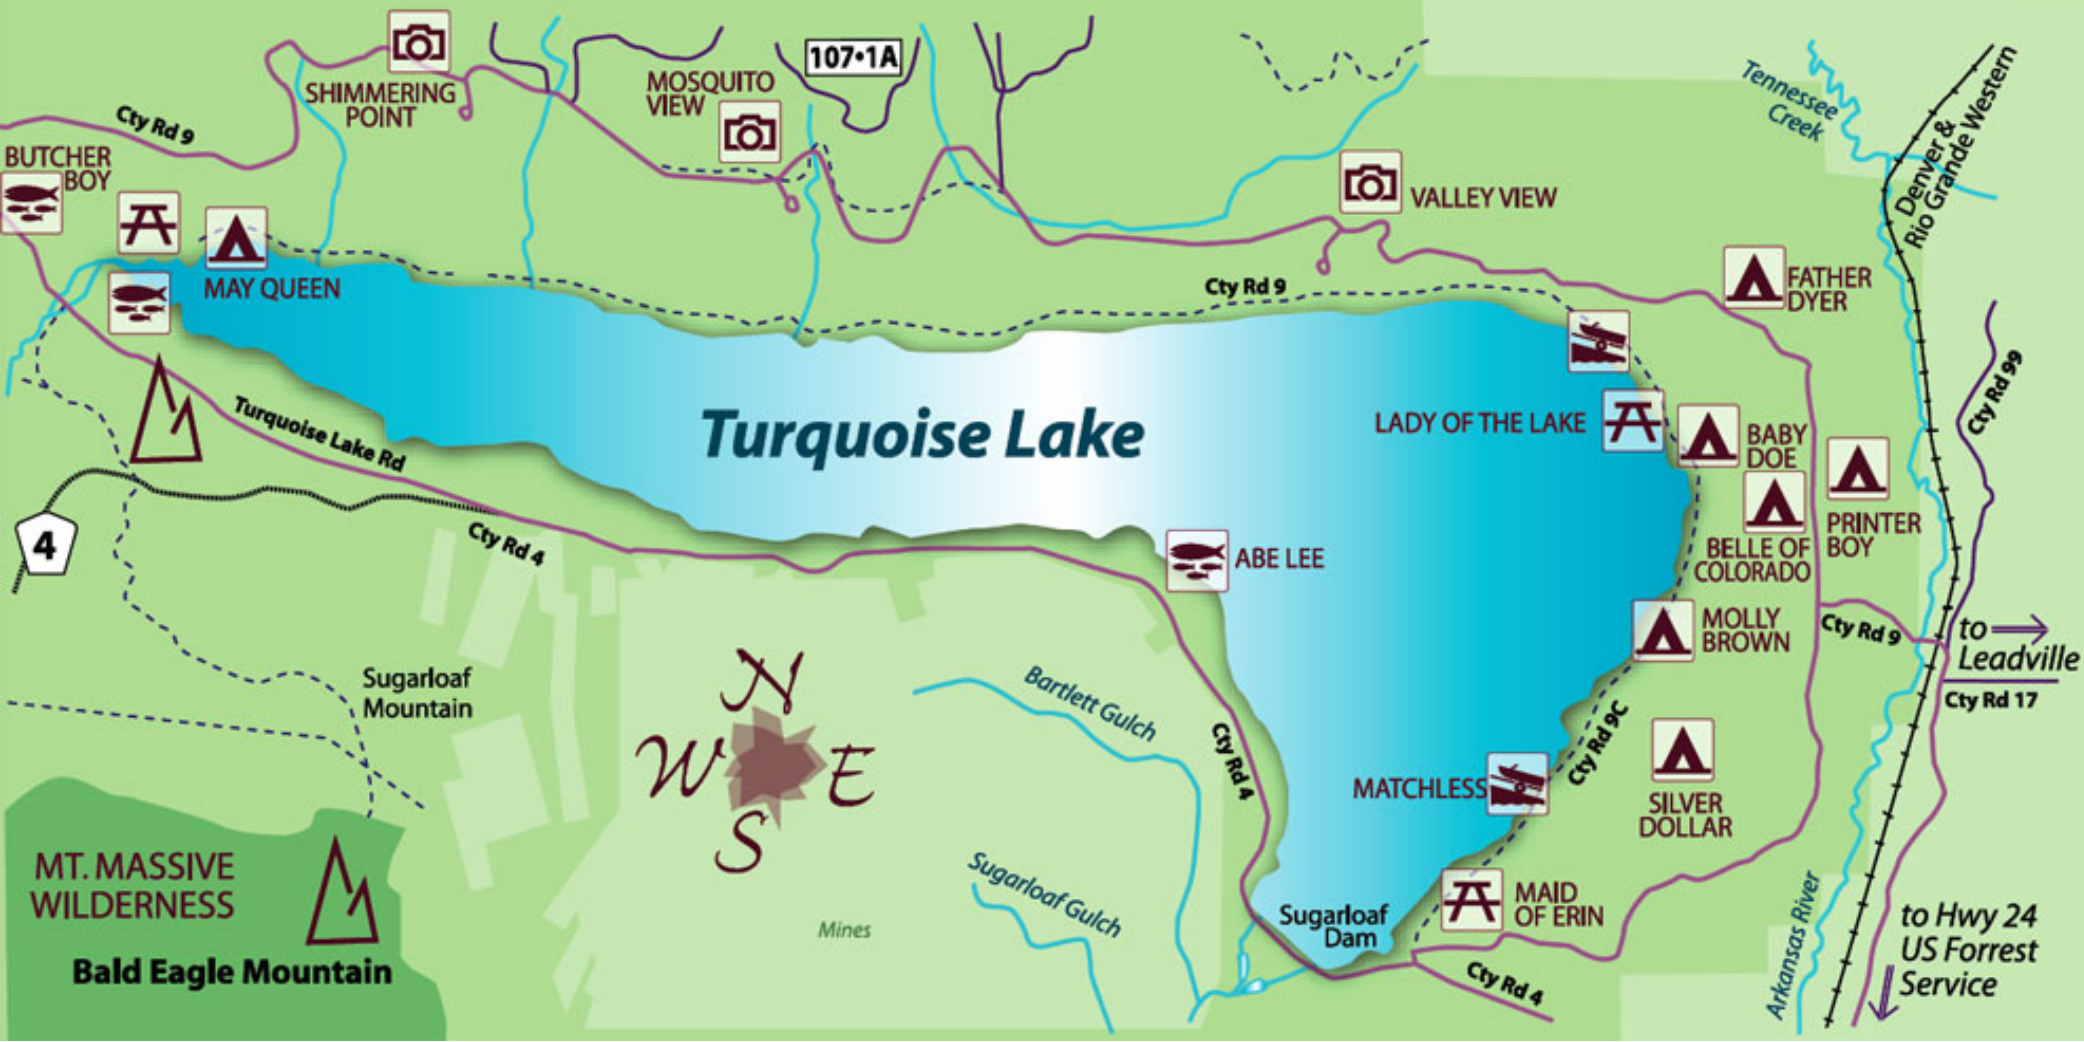 107•1A
SHIMMERING
POINT
MOSQUITO
VIEW
Cty Rd 9
BUTCHER
BOY
MAY QUEEN
VALLEY VIEW
Cty Rd 9
Tennessee
Creek
Denver &
Rio Grande Western
FATHER
DYER
Cty Rd 99
Turquoise Lake Rd
Turquoise Lake
LADY OF THE LAKE
BABY
DOE
BELLE OF
COLORADO
PRINTER
BOY
4
Cty Rd 4
ABE LEE
MOLLY
BROWN
Cty Rd 9
to
Leadville
Cty Rd 17
Sugarloaf
Mountain
N
W
E
S
Bartlett Gulch
Cty Rd 4
Cty Rd 9C
MATCHLESS
SILVER
DOLLAR
MT. MASSIVE
WILDERNESS
Bald Eagle Mountain
Mines
Sugarloaf Gulch
Sugarloaf
Dam
MAID
OF ERIN
Cty Rd 4
Arkansas River
to Hwy 24
US Forrest
Service